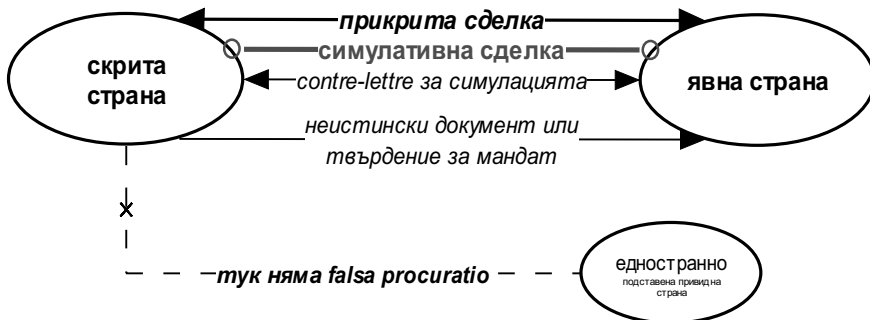 прикрита сделка
симулативна сделка
скрита
страна
contre-lettre за симулацията
явна страна
неистински документ или
твърдение за мандат
тук няма falsa procuratio
едностранно
подставена привидна
страна